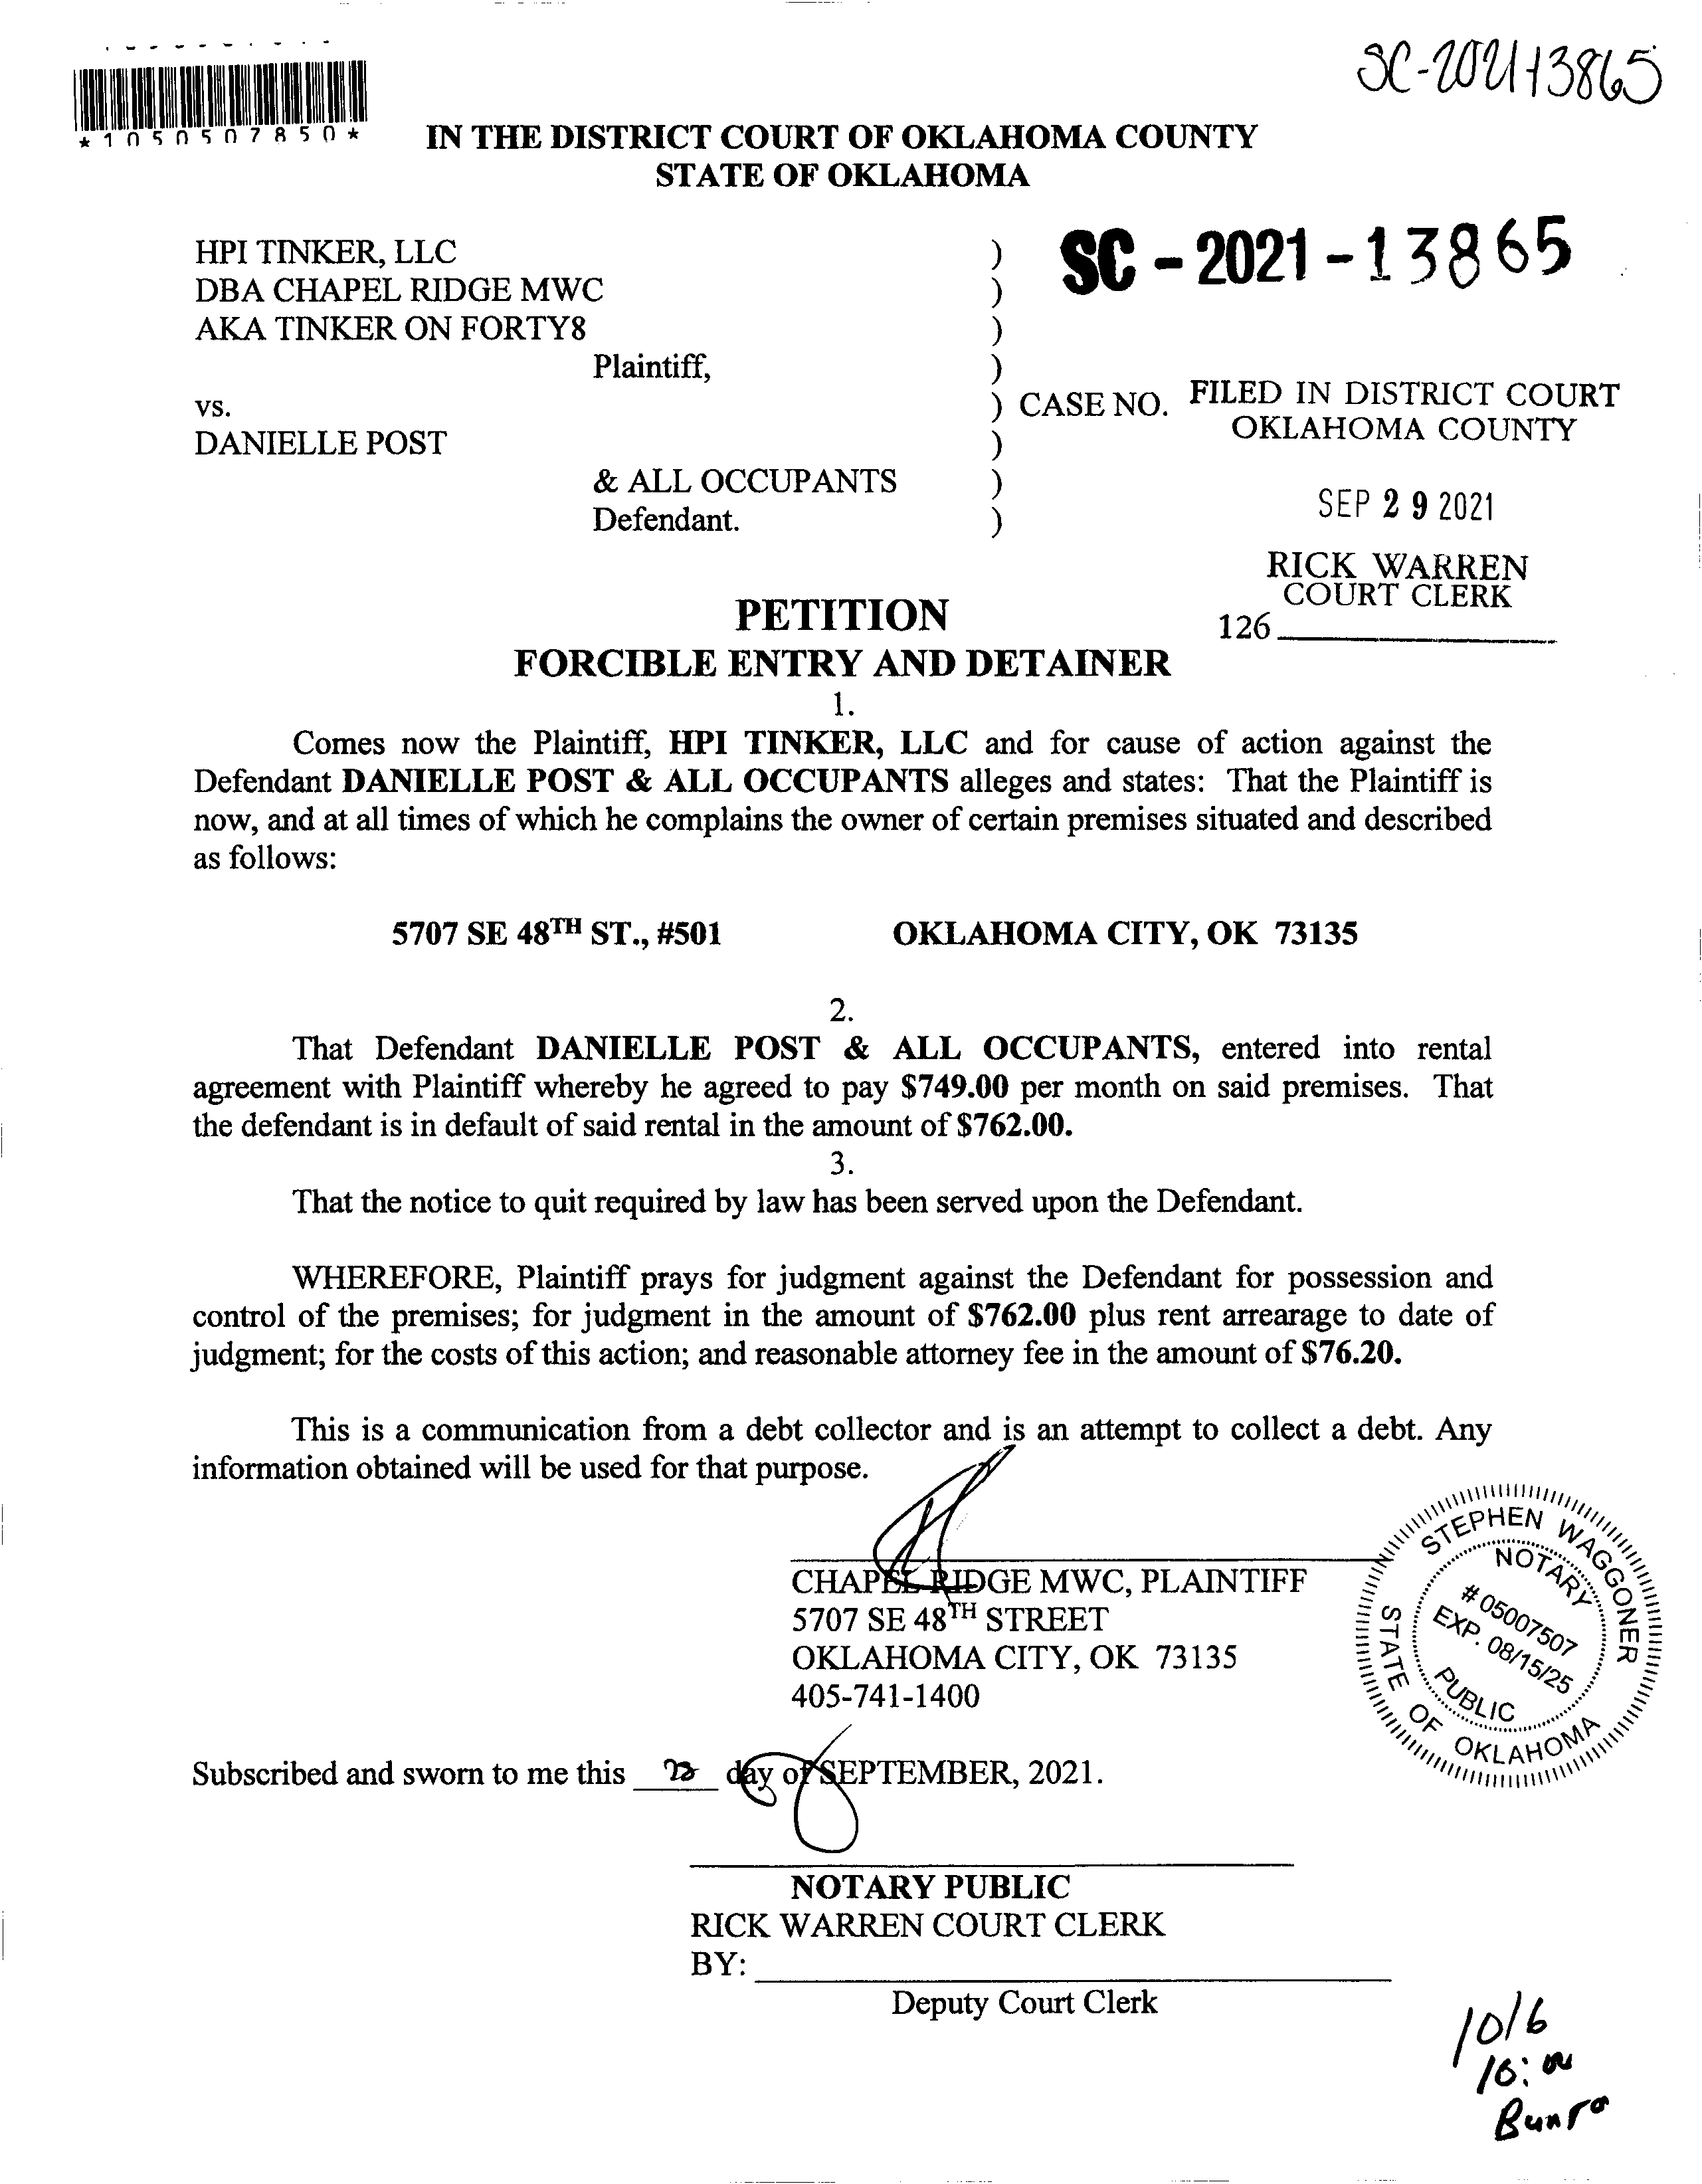 SC-2021-13865
*1050507850*
IN THE DISTRICT COURT OF OKLAHOMA COUNTY
STATE OF OKLAHOMA
HPI TINKER, LLC )
DBA CHAPEL RIDGE MWC )
AKA TINKER ON FORTY8 )
Plaintiff, )
vs. ) CASE NO.
DANIELLE POST )
& ALL OCCUPANTS )
Defendant. )
SC - 2021 - 13865
FILED IN DISTRICT COURT
OKLAHOMA COUNTY
SEP 29 2021
RICK WARREN
COURT CLERK
126
PETITION
FORCIBLE ENTRY AND DETAINER
1.
Comes now the Plaintiff, HPI TINKER, LLC and for cause of action against the
Defendant DANIELLE POST & ALL OCCUPANTS alleges and states: That the Plaintiff is
now, and at all times of which he complains the owner of certain premises situated and described
as follows:
5707 SE 48TH ST., #501 OKLAHOMA CITY, OK 73135
2.
That Defendant DANIELLE POST & ALL OCCUPANTS, entered into rental
agreement with Plaintiff whereby he agreed to pay $749.00 per month on said premises. That
the defendant is in default of said rental in the amount of $762.00.
3.
That the notice to quit required by law has been served upon the Defendant.
WHEREFORE, Plaintiff prays for judgment against the Defendant for possession and
control of the premises; for judgment in the amount of $762.00 plus rent arrearage to date of
judgment; for the costs of this action; and reasonable attorney fee in the amount of $76.20.
This is a communication from a debt collector and is an attempt to collect a debt. Any
information obtained will be used for that purpose.
CHAPEL RIDGE MWC, PLAINTIFF
5707 SE 48TH STREET
OKLAHOMA CITY, OK 73135
405-741-1400
STEPHEN WAGGONER
NOTARY
# 05007507
EXP. 08/15/25
PUBLIC
STATE OF OKLAHOMA
Subscribed and sworn to me this day of SEPTEMBER, 2021.
NOTARY PUBLIC
RICK WARREN COURT CLERK
BY:
Deputy Court Clerk
10/6